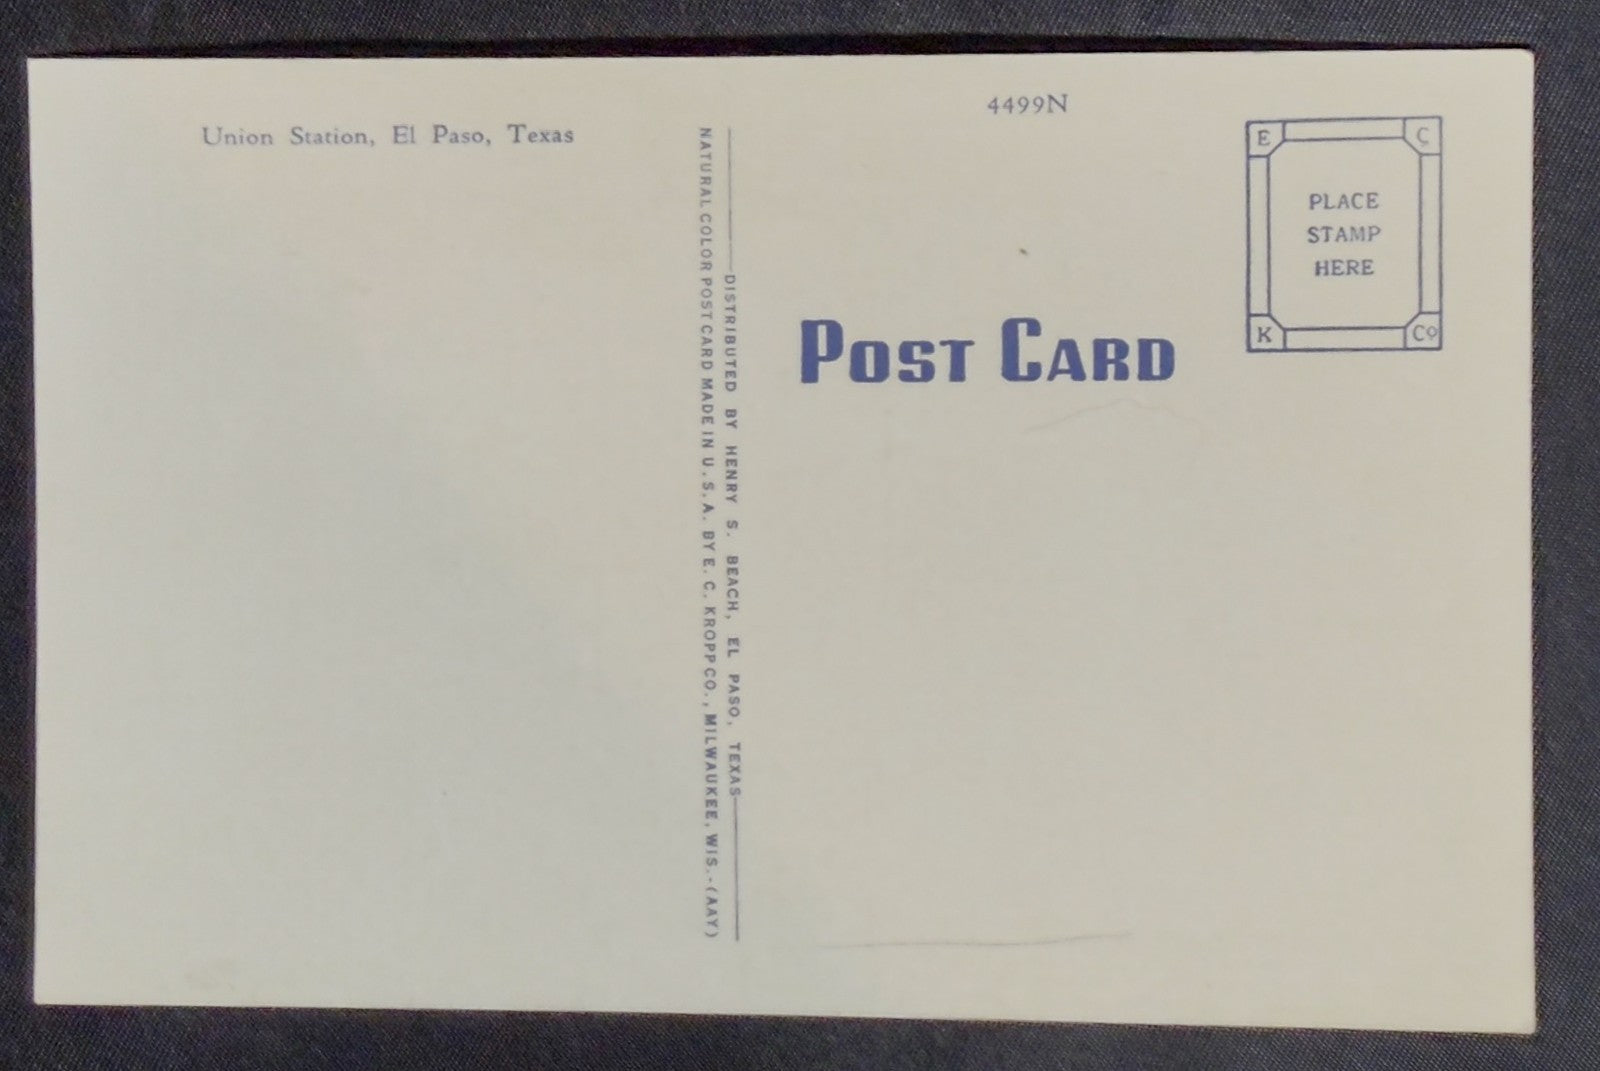 Union Station, El Paso, Texas
NATURAL COLOR POST CARD MADE IN U. S. A. BY E. C. KROPP CO., MILWAUKEE, WIS.-(AAY)
DISTRIBUTED BY HENRY S. BEACH, EL PASO, TEXAS
4499N
POST CARD
E C
PLACE
STAMP
HERE
K Co